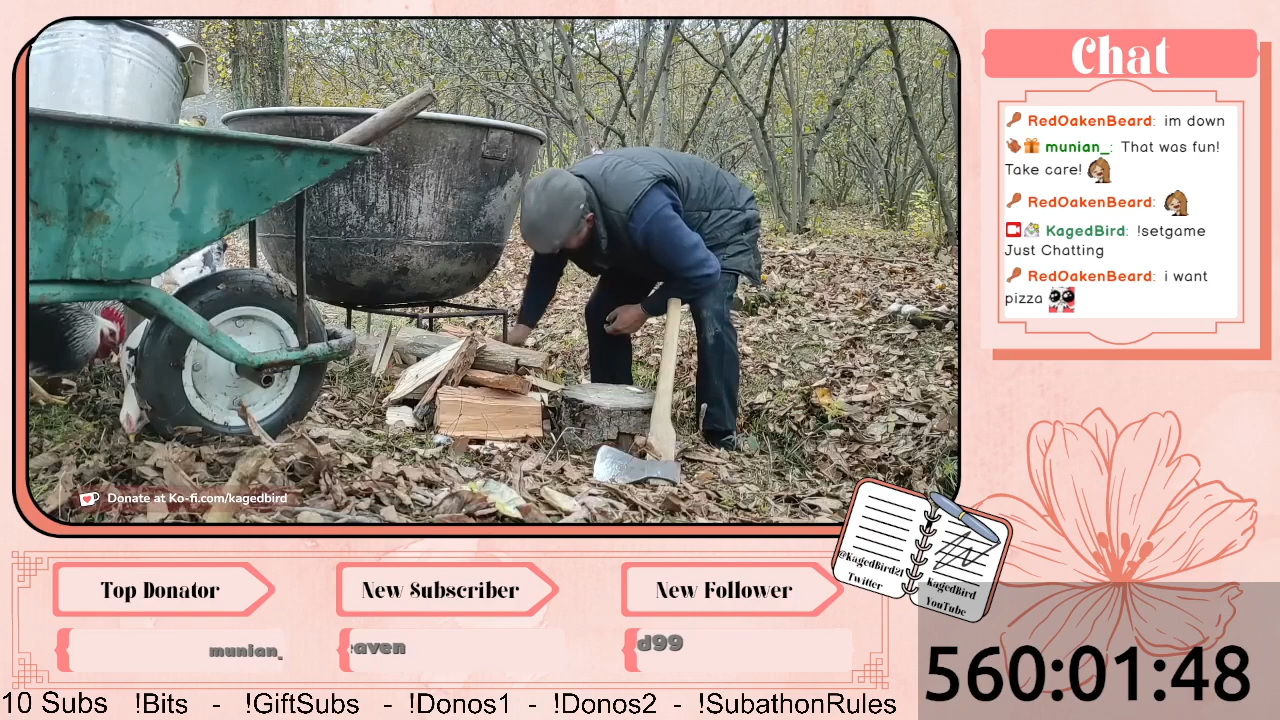 Chat
RedOakenBeard: im down
munian_: That was fun!
Take care!
RedOakenBeard:
KagedBird: !setgame
Just Chatting
RedOakenBeard: i want
pizza
Donate at Ko-fi.com/kagedbird
@KagedBird21
Twitter
KagedBird
YouTube
Top Donator
New Subscriber
New Follower
munian_
eaven
d99
10 Subs !Bits - !GiftSubs - !Donos1 - !Donos2 - !SubathonRules
560:01:48